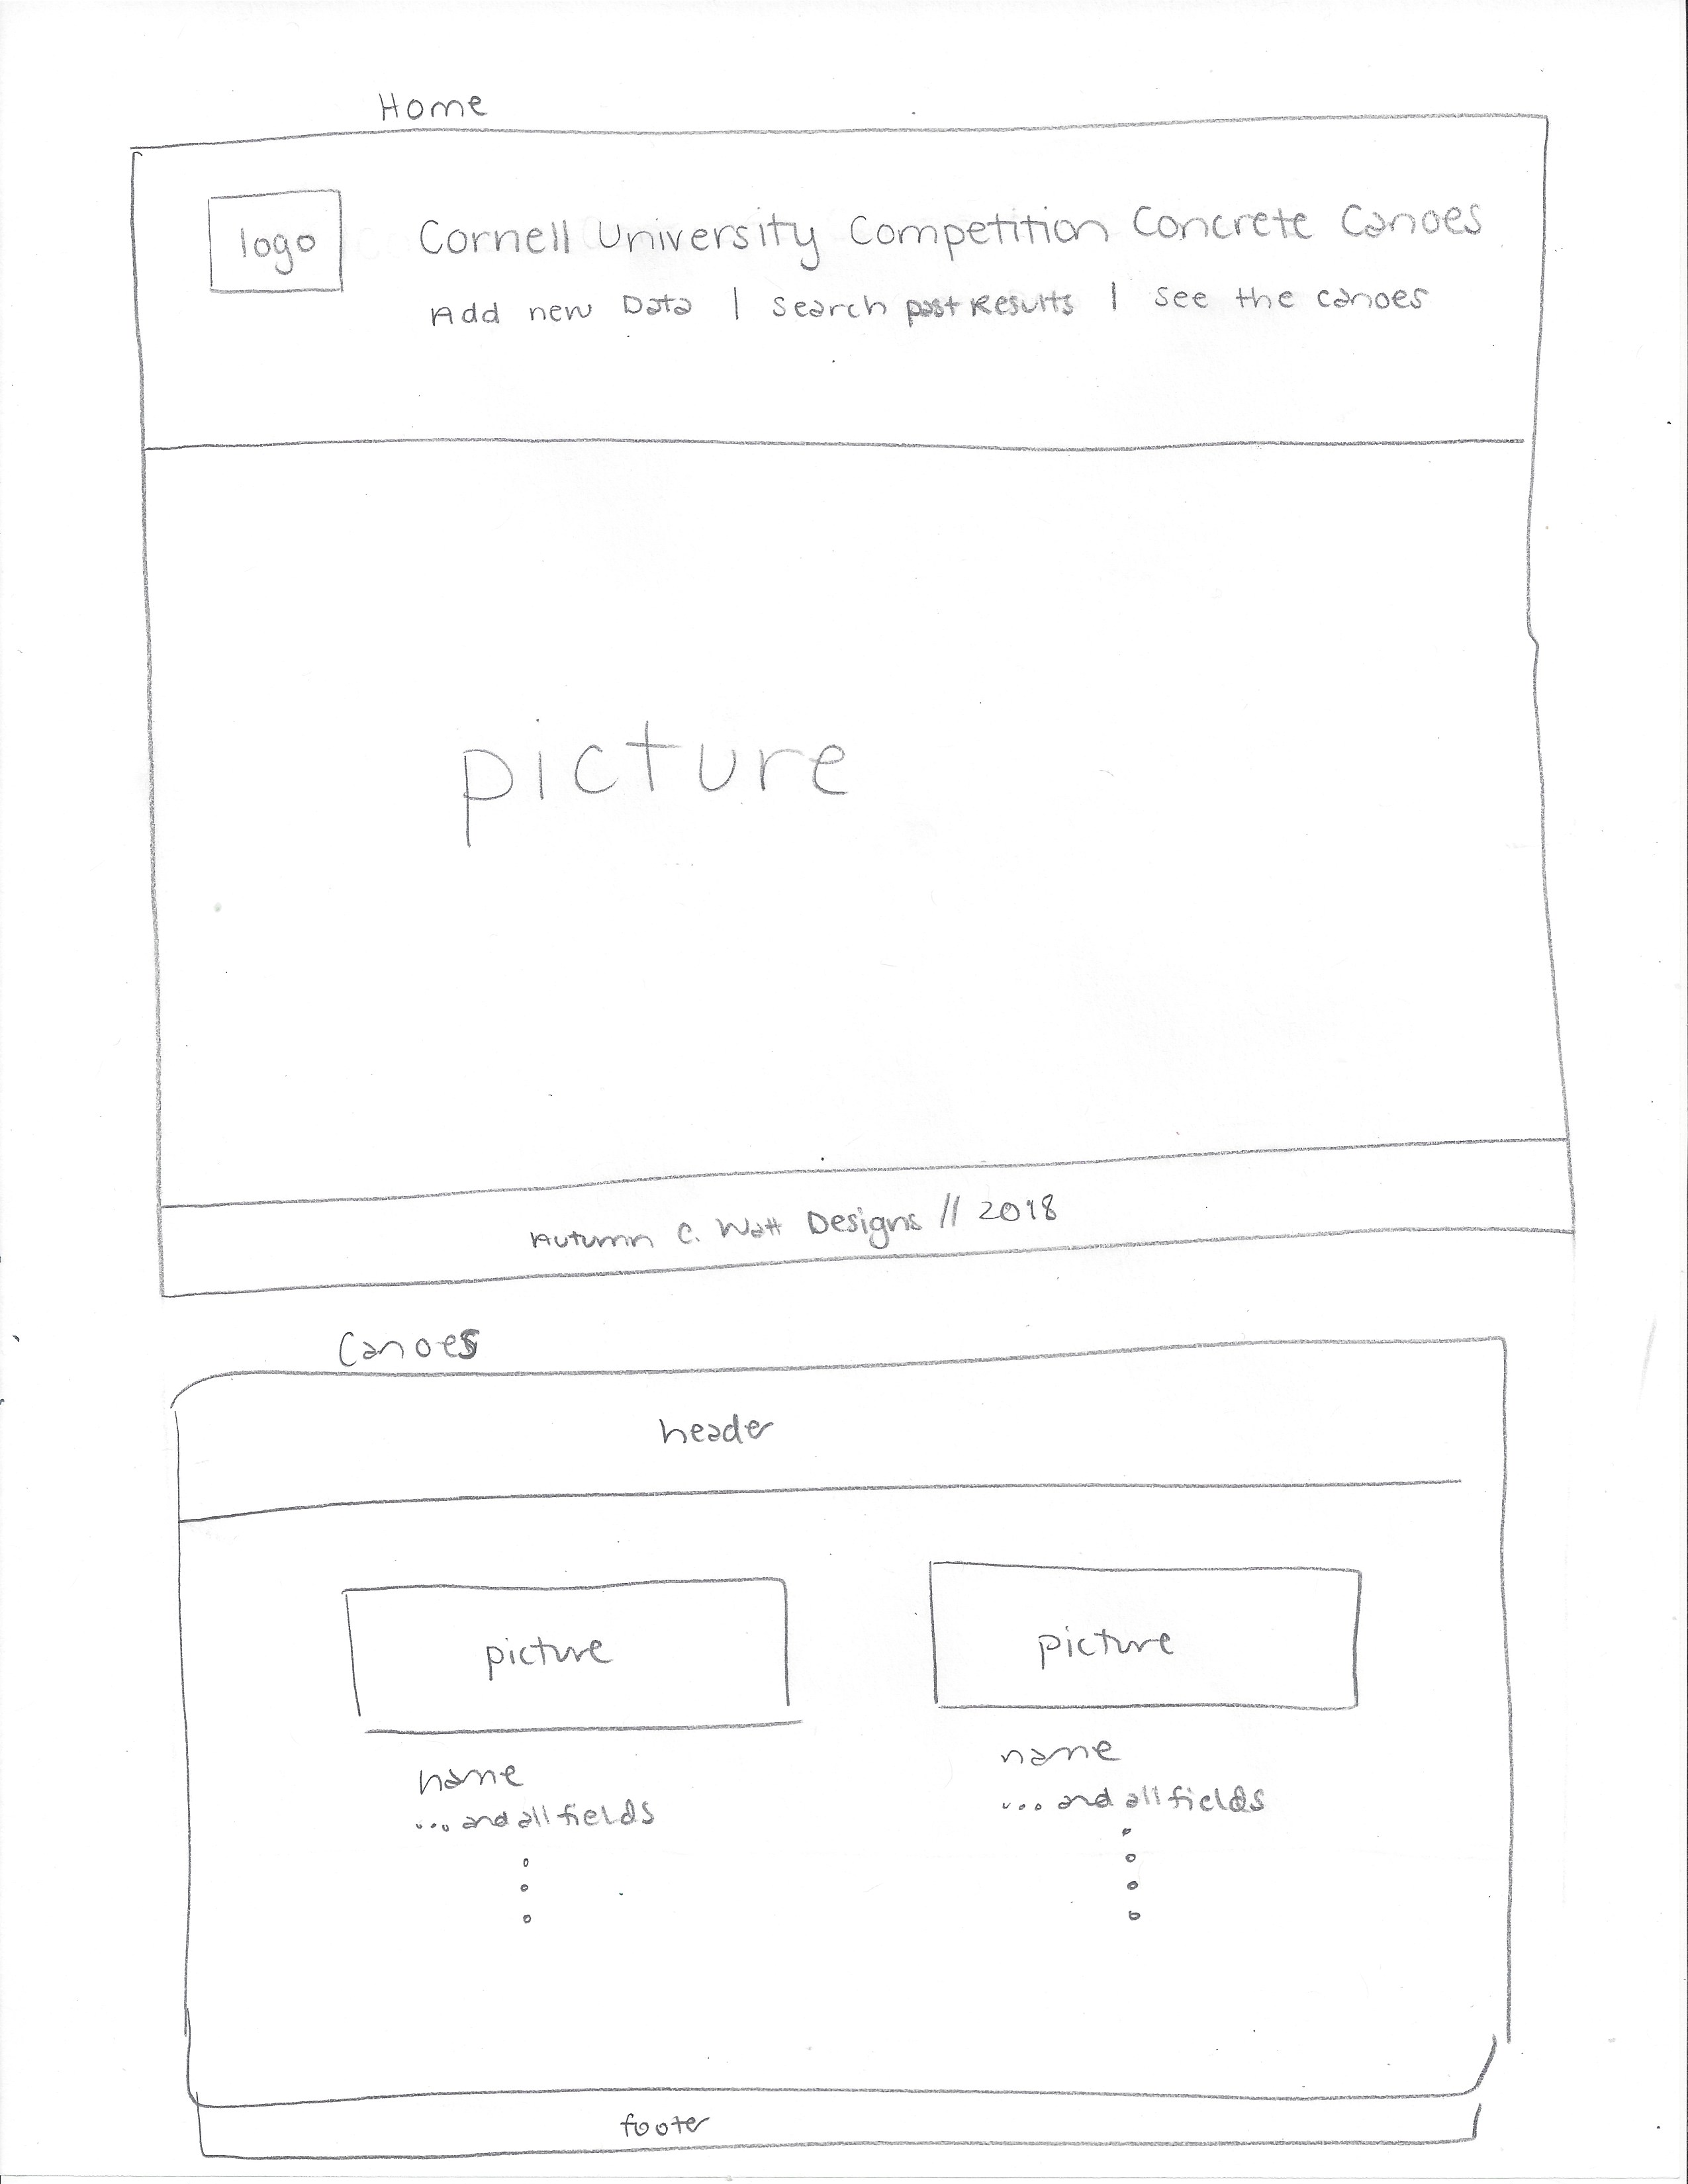 Home
logo
Cornell University Competition Concrete Canoes
Add new Data | Search past Results | See the canoes
picture
Autumn C. Watt Designs // 2018
Canoes
header
picture picture
name name
... and all fields ... and all fields
footer